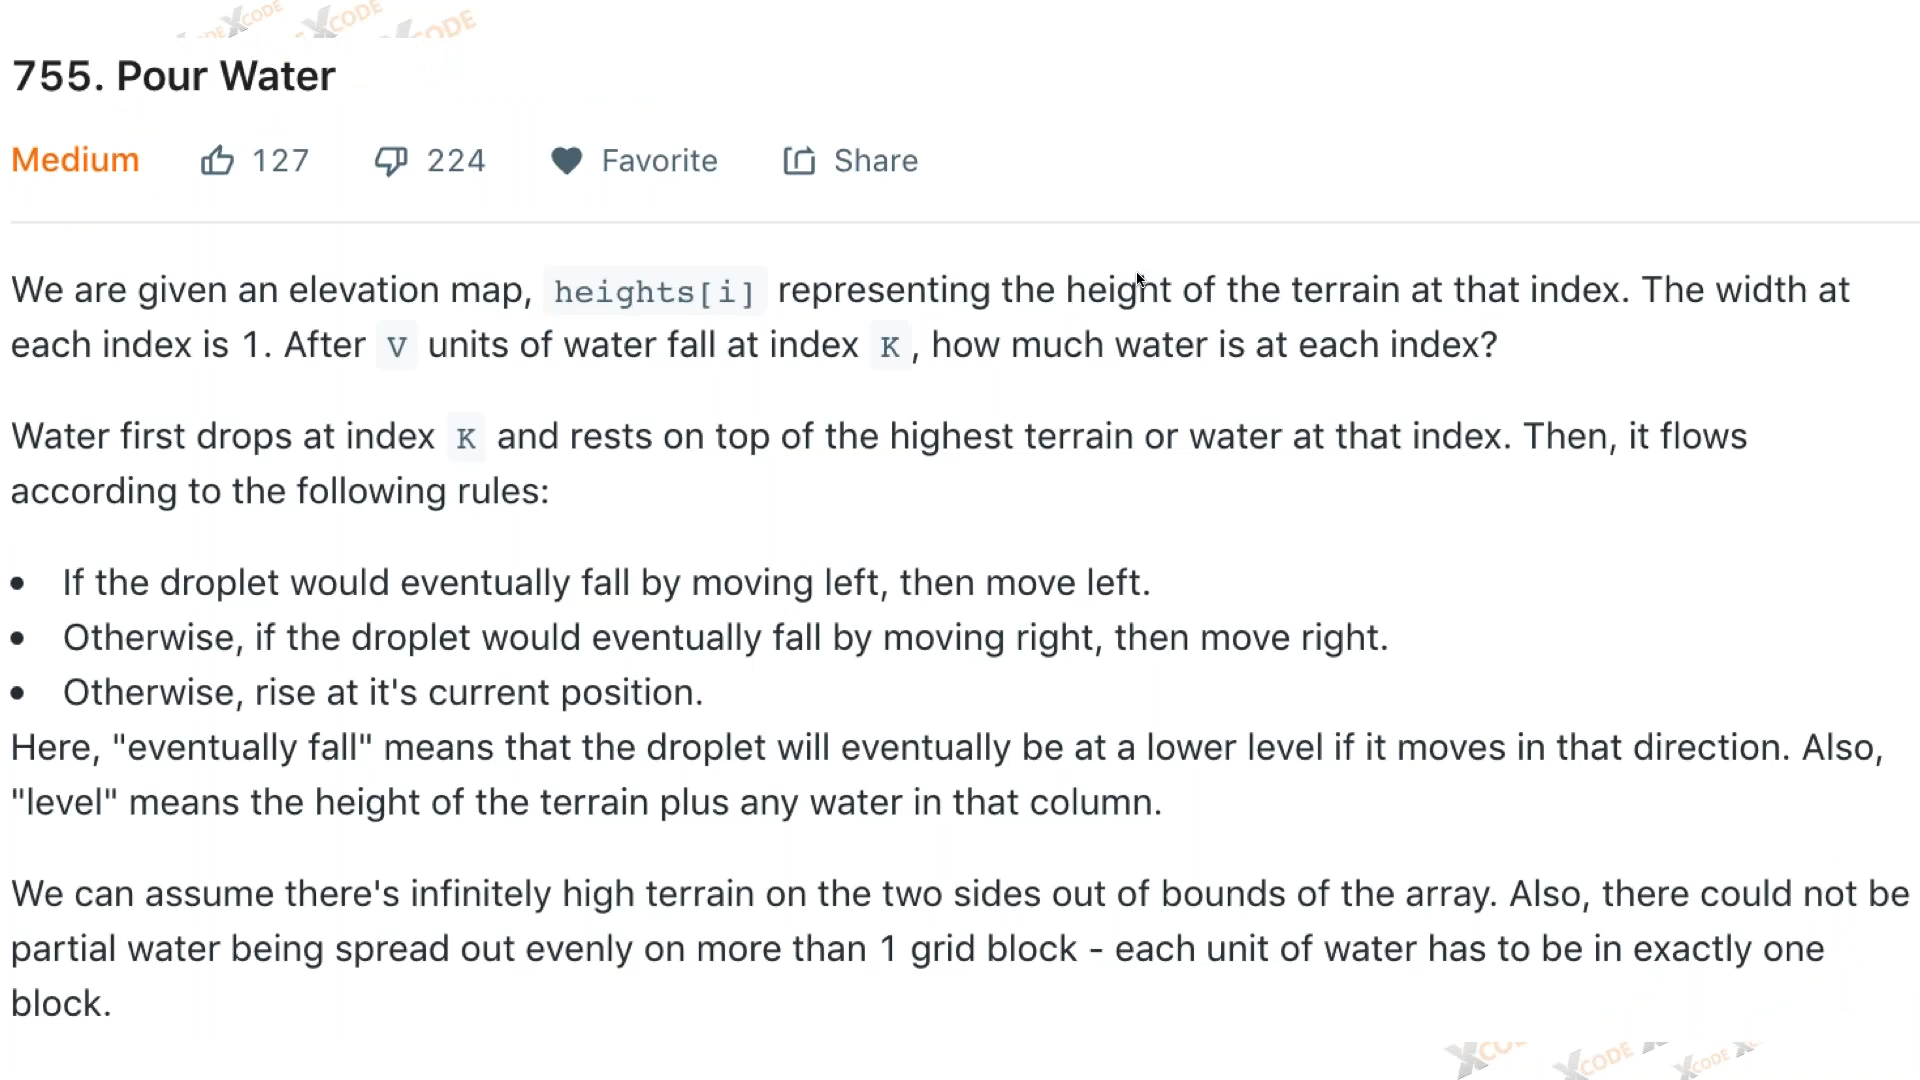 XCODE XCODE
755. Pour Water
Medium 127 224 Favorite Share
We are given an elevation map, heights[i] representing the height of the terrain at that index. The width at
each index is 1. After V units of water fall at index K, how much water is at each index?
Water first drops at index K and rests on top of the highest terrain or water at that index. Then, it flows
according to the following rules:
• If the droplet would eventually fall by moving left, then move left.
• Otherwise, if the droplet would eventually fall by moving right, then move right.
• Otherwise, rise at it's current position.
Here, "eventually fall" means that the droplet will eventually be at a lower level if it moves in that direction. Also,
"level" means the height of the terrain plus any water in that column.
We can assume there's infinitely high terrain on the two sides out of bounds of the array. Also, there could not be
partial water being spread out evenly on more than 1 grid block - each unit of water has to be in exactly one
block.
XCODE XCODE